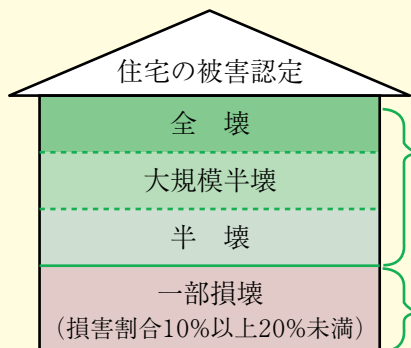 住宅の被害認定
全 壊
大規模半壊
半 壊
一部損壊
(損害割合10%以上20%未満)